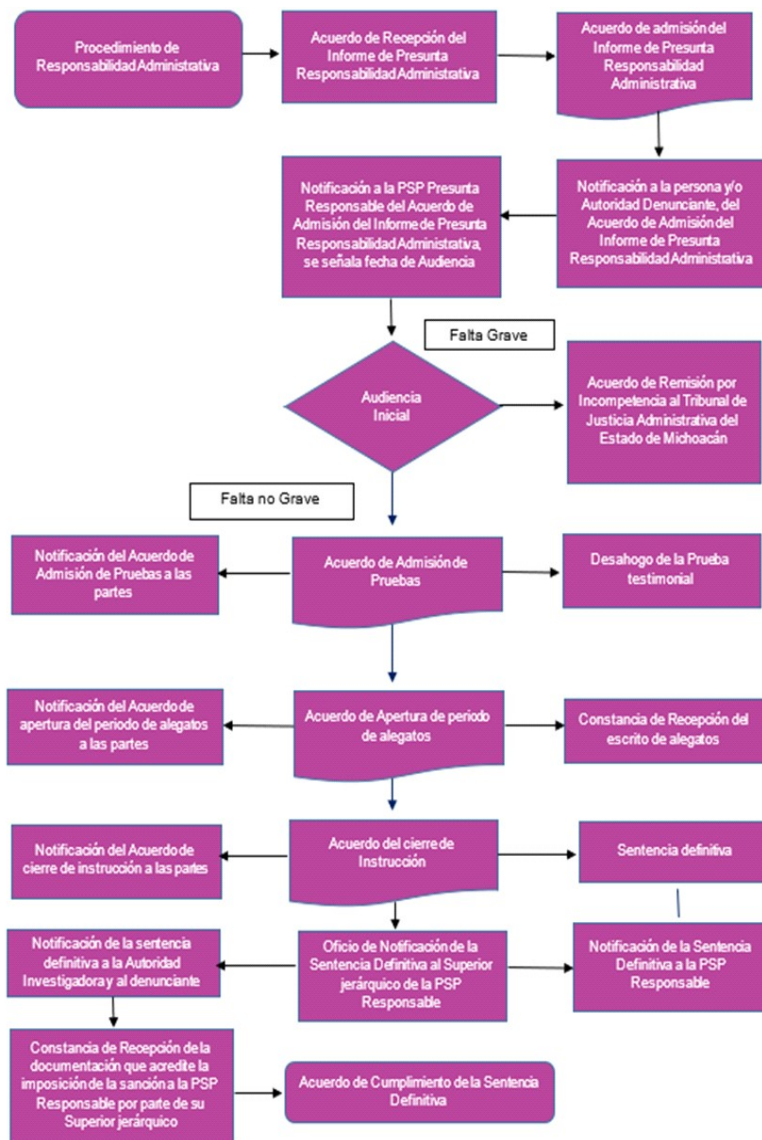 Procedimiento de
Responsabilidad Administrativa
Acuerdo de Recepción del
Informe de Presunta
Responsabilidad Administrativa
Acuerdo de admisión del
Informe de Presunta
Responsabilidad
Administrativa
Notificación a la PSP Presunta
Responsable del Acuerdo de
Admisión del Informe de Presunta
Responsabilidad Administrativa,
se señala fecha de Audiencia
Notificación a la persona y/o
Autoridad Denunciante, del
Acuerdo de Admisión del
Informe de Presunta
Responsabilidad Administrativa
Falta Grave
Audiencia
Inicial
Acuerdo de Remisión por
Incompetencia al Tribunal de
Justicia Administrativa del
Estado de Michoacán
Falta no Grave
Notificación del Acuerdo de
Admisión de Pruebas a las
partes
Acuerdo de Admisión de
Pruebas
Desahogo de la Prueba
testimonial
Notificación del Acuerdo de
apertura del periodo de alegatos
a las partes
Acuerdo de Apertura de periodo
de alegatos
Constancia de Recepción del
escrito de alegatos
Notificación del Acuerdo de
cierre de instrucción a las partes
Acuerdo del cierre de
Instrucción
Sentencia definitiva
Notificación de la sentencia
definitiva a la Autoridad
Investigadora y al denunciante
Oficio de Notificación de la
Sentencia Definitiva al Superior
jerárquico de la PSP
Responsable
Notificación de la Sentencia
Definitiva a la PSP
Responsable
Constancia de Recepción de la
documentación que acredite la
imposición de la sanción a la PSP
Responsable por parte de su
Superior jerárquico
Acuerdo de Cumplimiento de la Sentencia
Definitiva